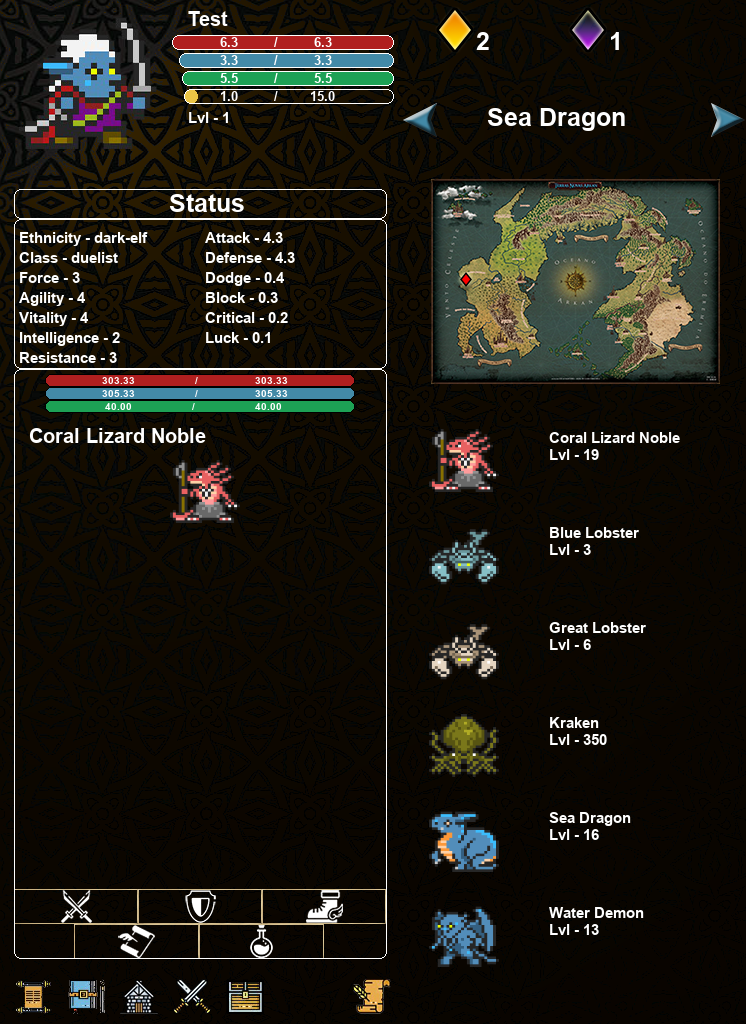 Test
6.3 / 6.3
3.3 / 3.3
5.5 / 5.5
1.0 / 15.0
Lvl - 1
2
1
Sea Dragon
Status
Ethnicity - dark-elf
Class - duelist
Force - 3
Agility - 4
Vitality - 4
Intelligence - 2
Resistance - 3
Attack - 4.3
Defense - 4.3
Dodge - 0.4
Block - 0.3
Critical - 0.2
Luck - 0.1
303.33 / 303.33
305.33 / 305.33
40.00 / 40.00
Coral Lizard Noble
OCEANO
ARIAN
Coral Lizard Noble
Lvl - 19
Blue Lobster
Lvl - 3
Great Lobster
Lvl - 6
Kraken
Lvl - 350
Sea Dragon
Lvl - 16
Water Demon
Lvl - 13